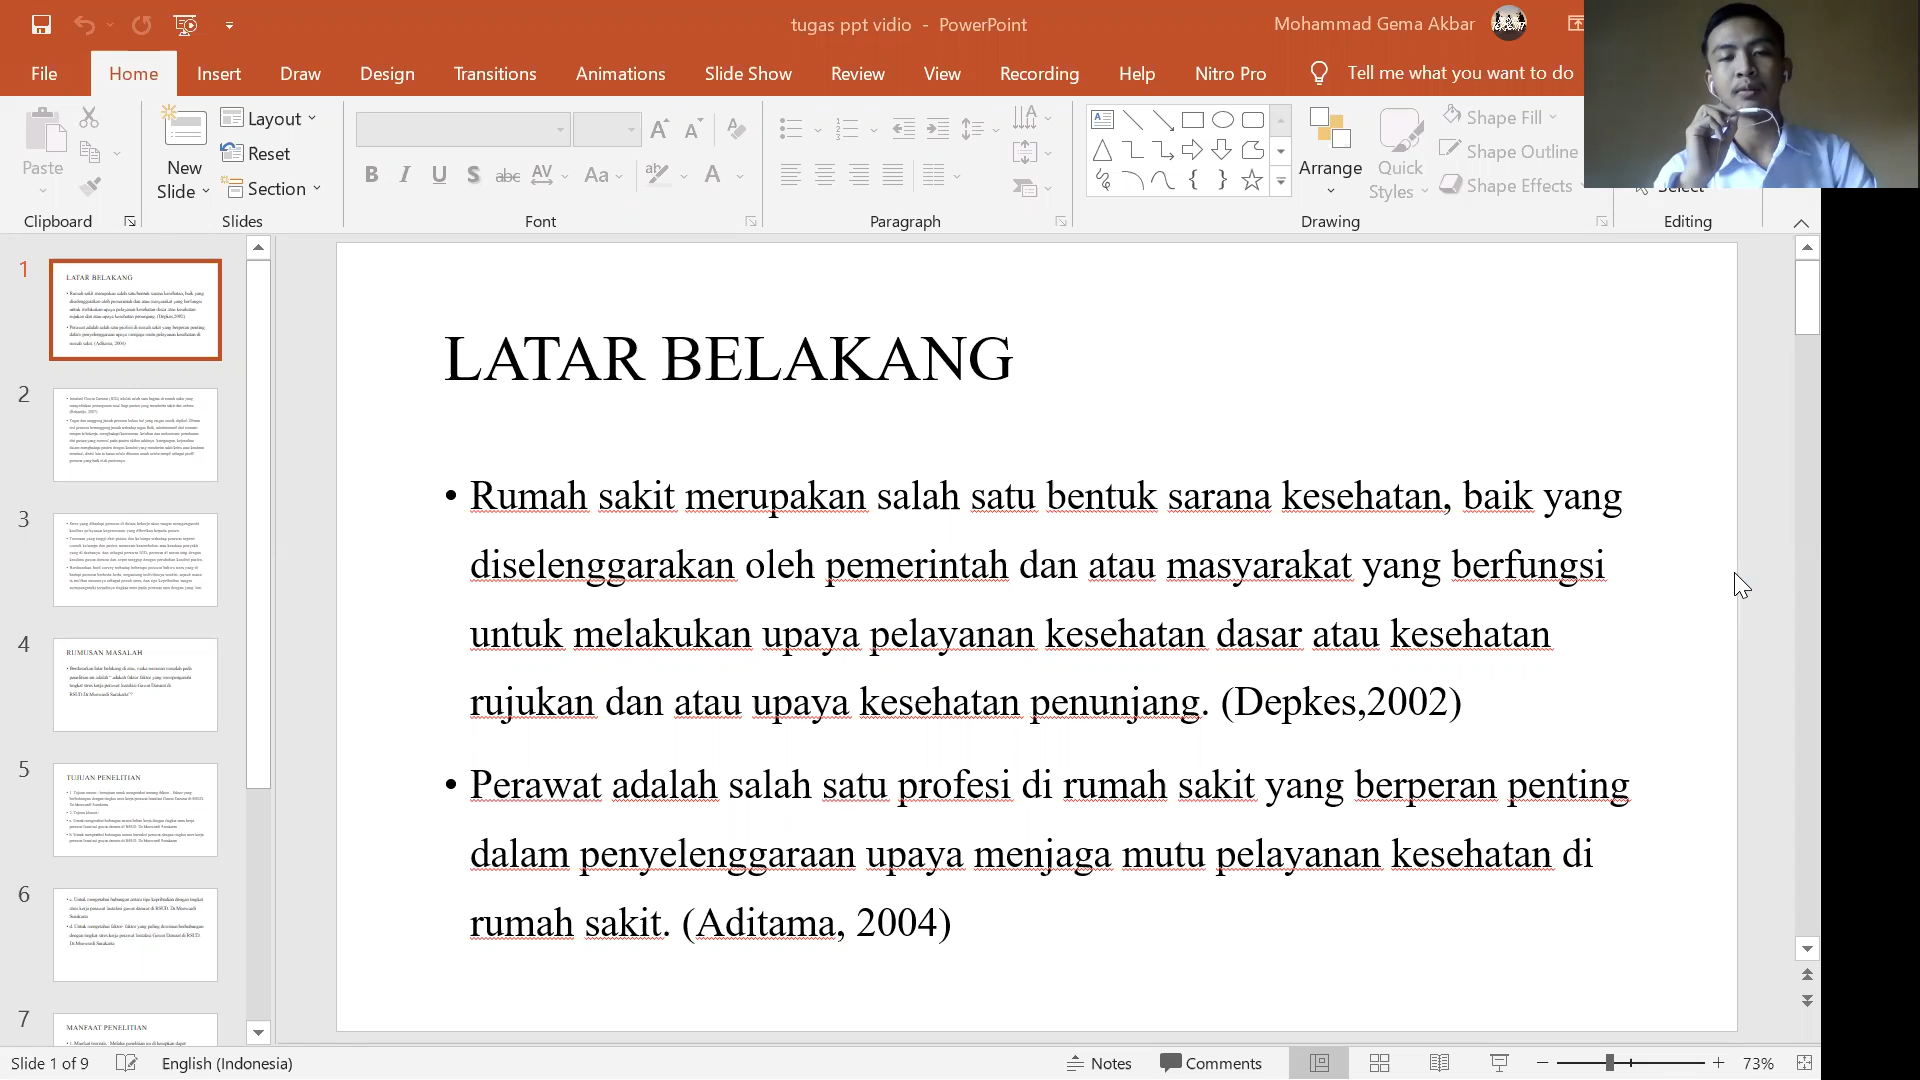 tugas ppt vidio - PowerPoint
Mohammad Gema Akbar
File
Home
Insert
Draw
Design
Transitions
Animations
Slide Show
Review
View
Recording
Help
Nitro Pro
Tell me what you want to do
Paste
Clipboard
New
Slide
Layout
Reset
Section
Slides
Font
Paragraph
Arrange
Quick
Styles
Shape Fill
Shape Outline
Shape Effects
Drawing
Select
Editing
1
LATAR BELAKANG
2
3
4
RUMUSAN MASALAH
5
TUJUAN PENELITIAN
6
7
MANFAAT PENELITIAN
LATAR BELAKANG
• Rumah sakit merupakan salah satu bentuk sarana kesehatan, baik yang
diselenggarakan oleh pemerintah dan atau masyarakat yang berfungsi
untuk melakukan upaya pelayanan kesehatan dasar atau kesehatan
rujukan dan atau upaya kesehatan penunjang. (Depkes,2002)
• Perawat adalah salah satu profesi di rumah sakit yang berperan penting
dalam penyelenggaraan upaya menjaga mutu pelayanan kesehatan di
rumah sakit. (Aditama, 2004)
Slide 1 of 9
English (Indonesia)
Notes
Comments
73%